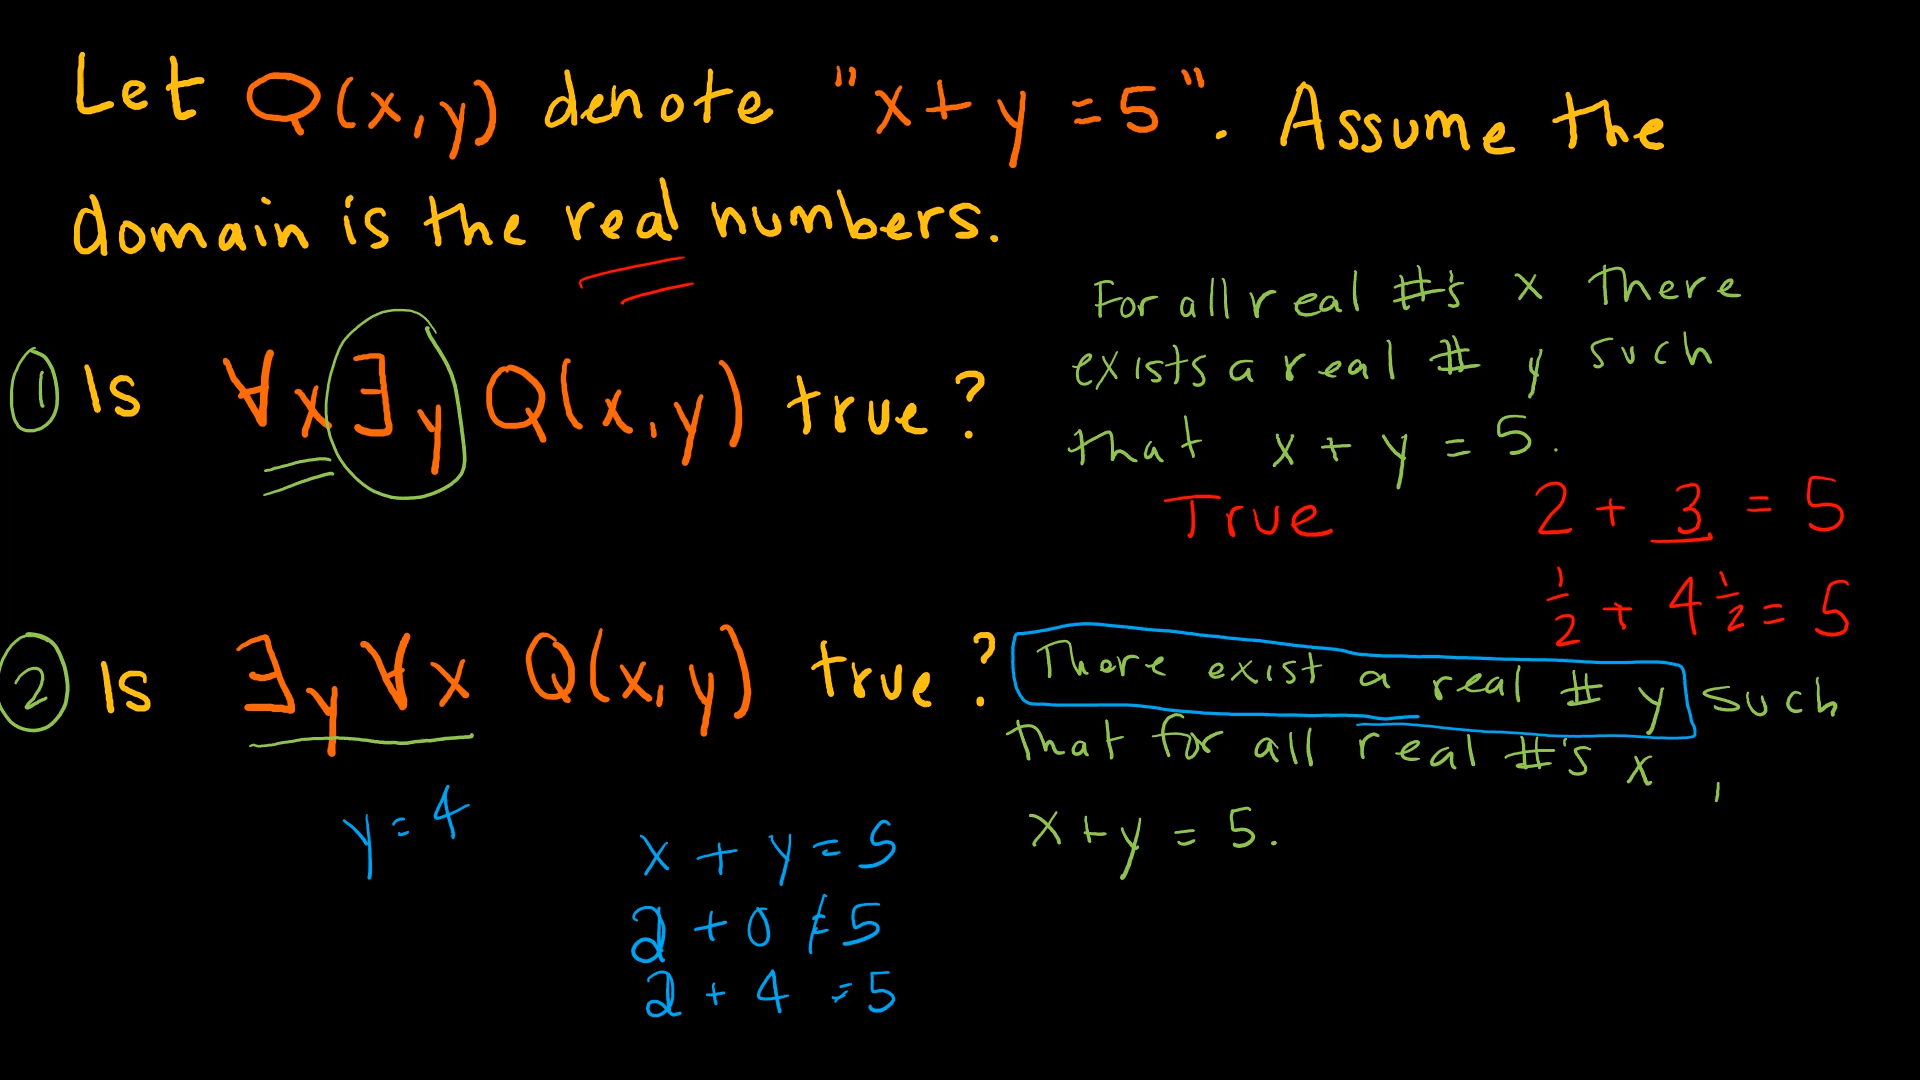 Let Q(x,y) denote "x+y=5". Assume the
domain is the real numbers.
① Is ∀x∃y Q(x,y) true?
For all real #'s x there
exists a real # y such
that x + y = 5.
True
2 + 3 = 5
1/2 + 4 1/2 = 5
② Is ∃y∀x Q(x,y) true?
There exist a real # y such
that for all real #'s x,
x+y = 5.
y=4
x + y = 5
2 + 0 ≠ 5
2 + 4 = 5